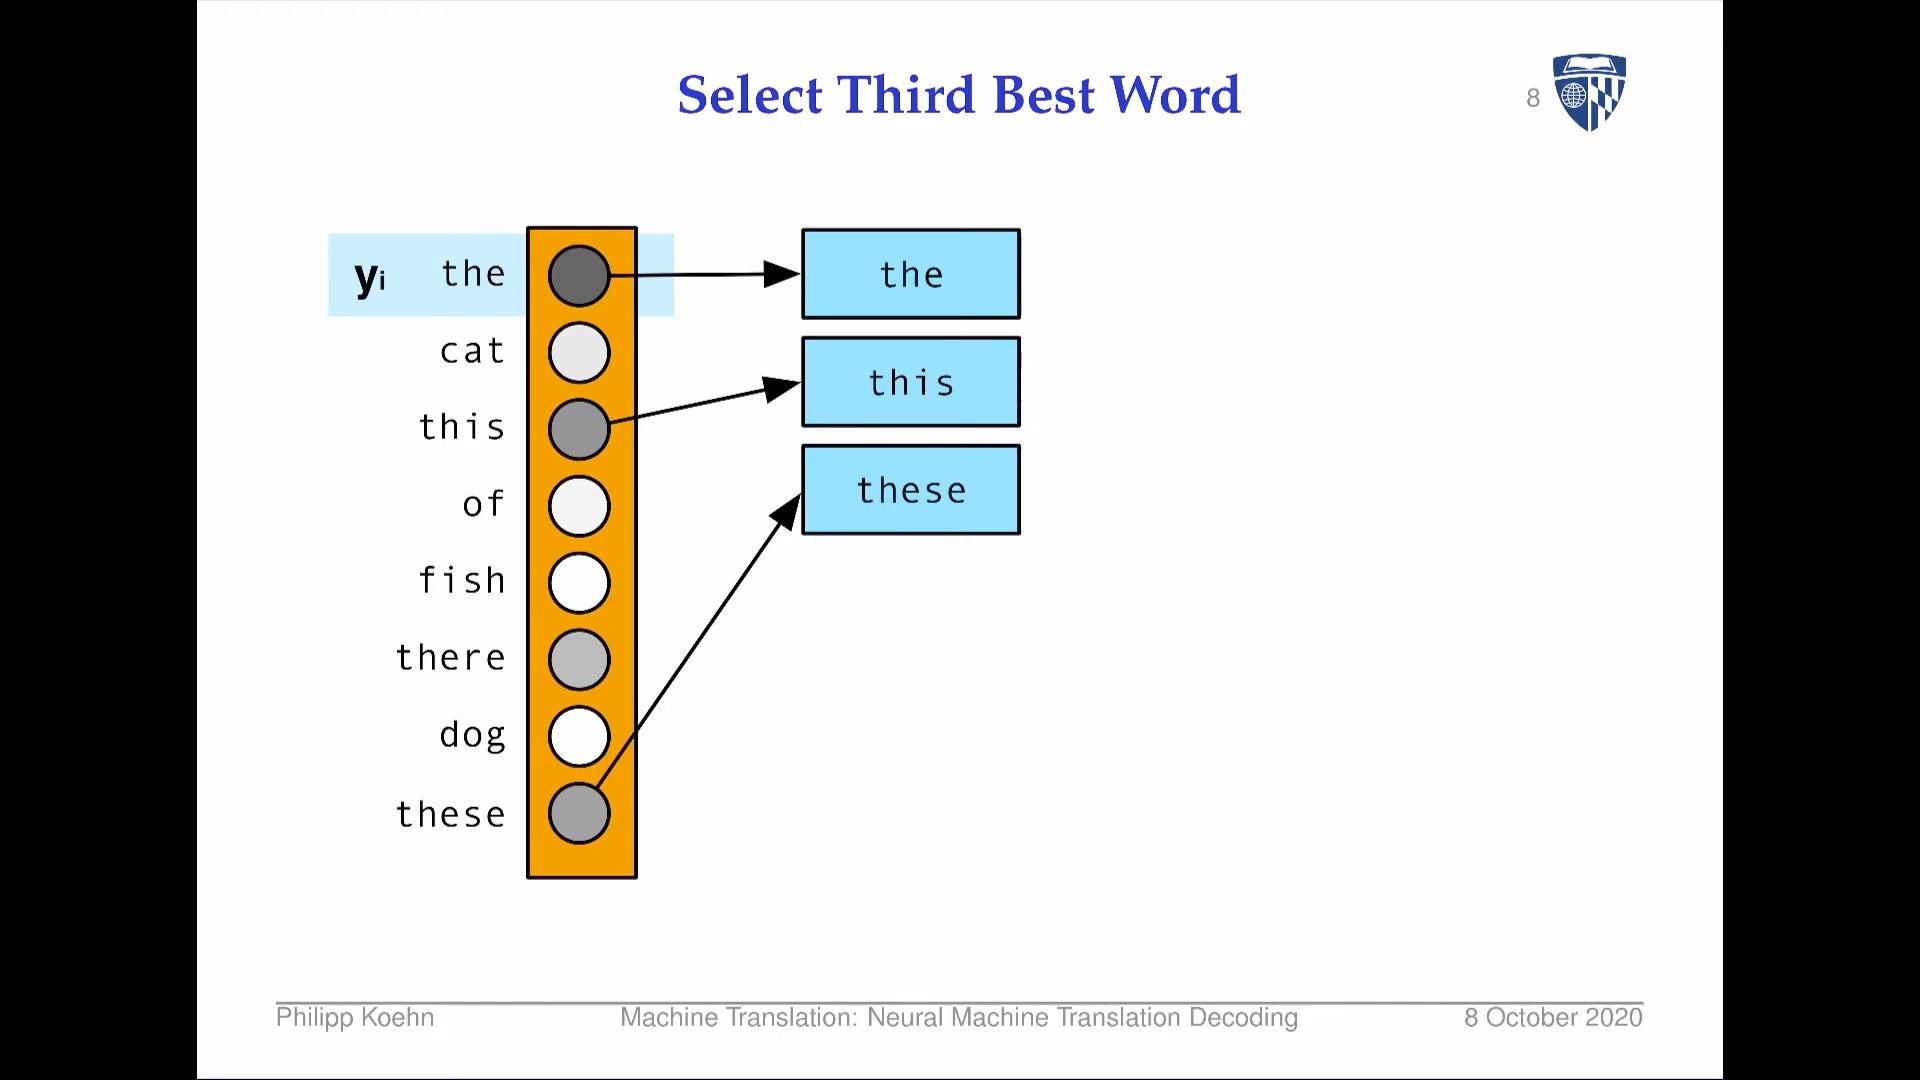 Select Third Best Word
8
yi the
cat
this
of
fish
there
dog
these
the
this
these
Philipp Koehn
Machine Translation: Neural Machine Translation Decoding
8 October 2020